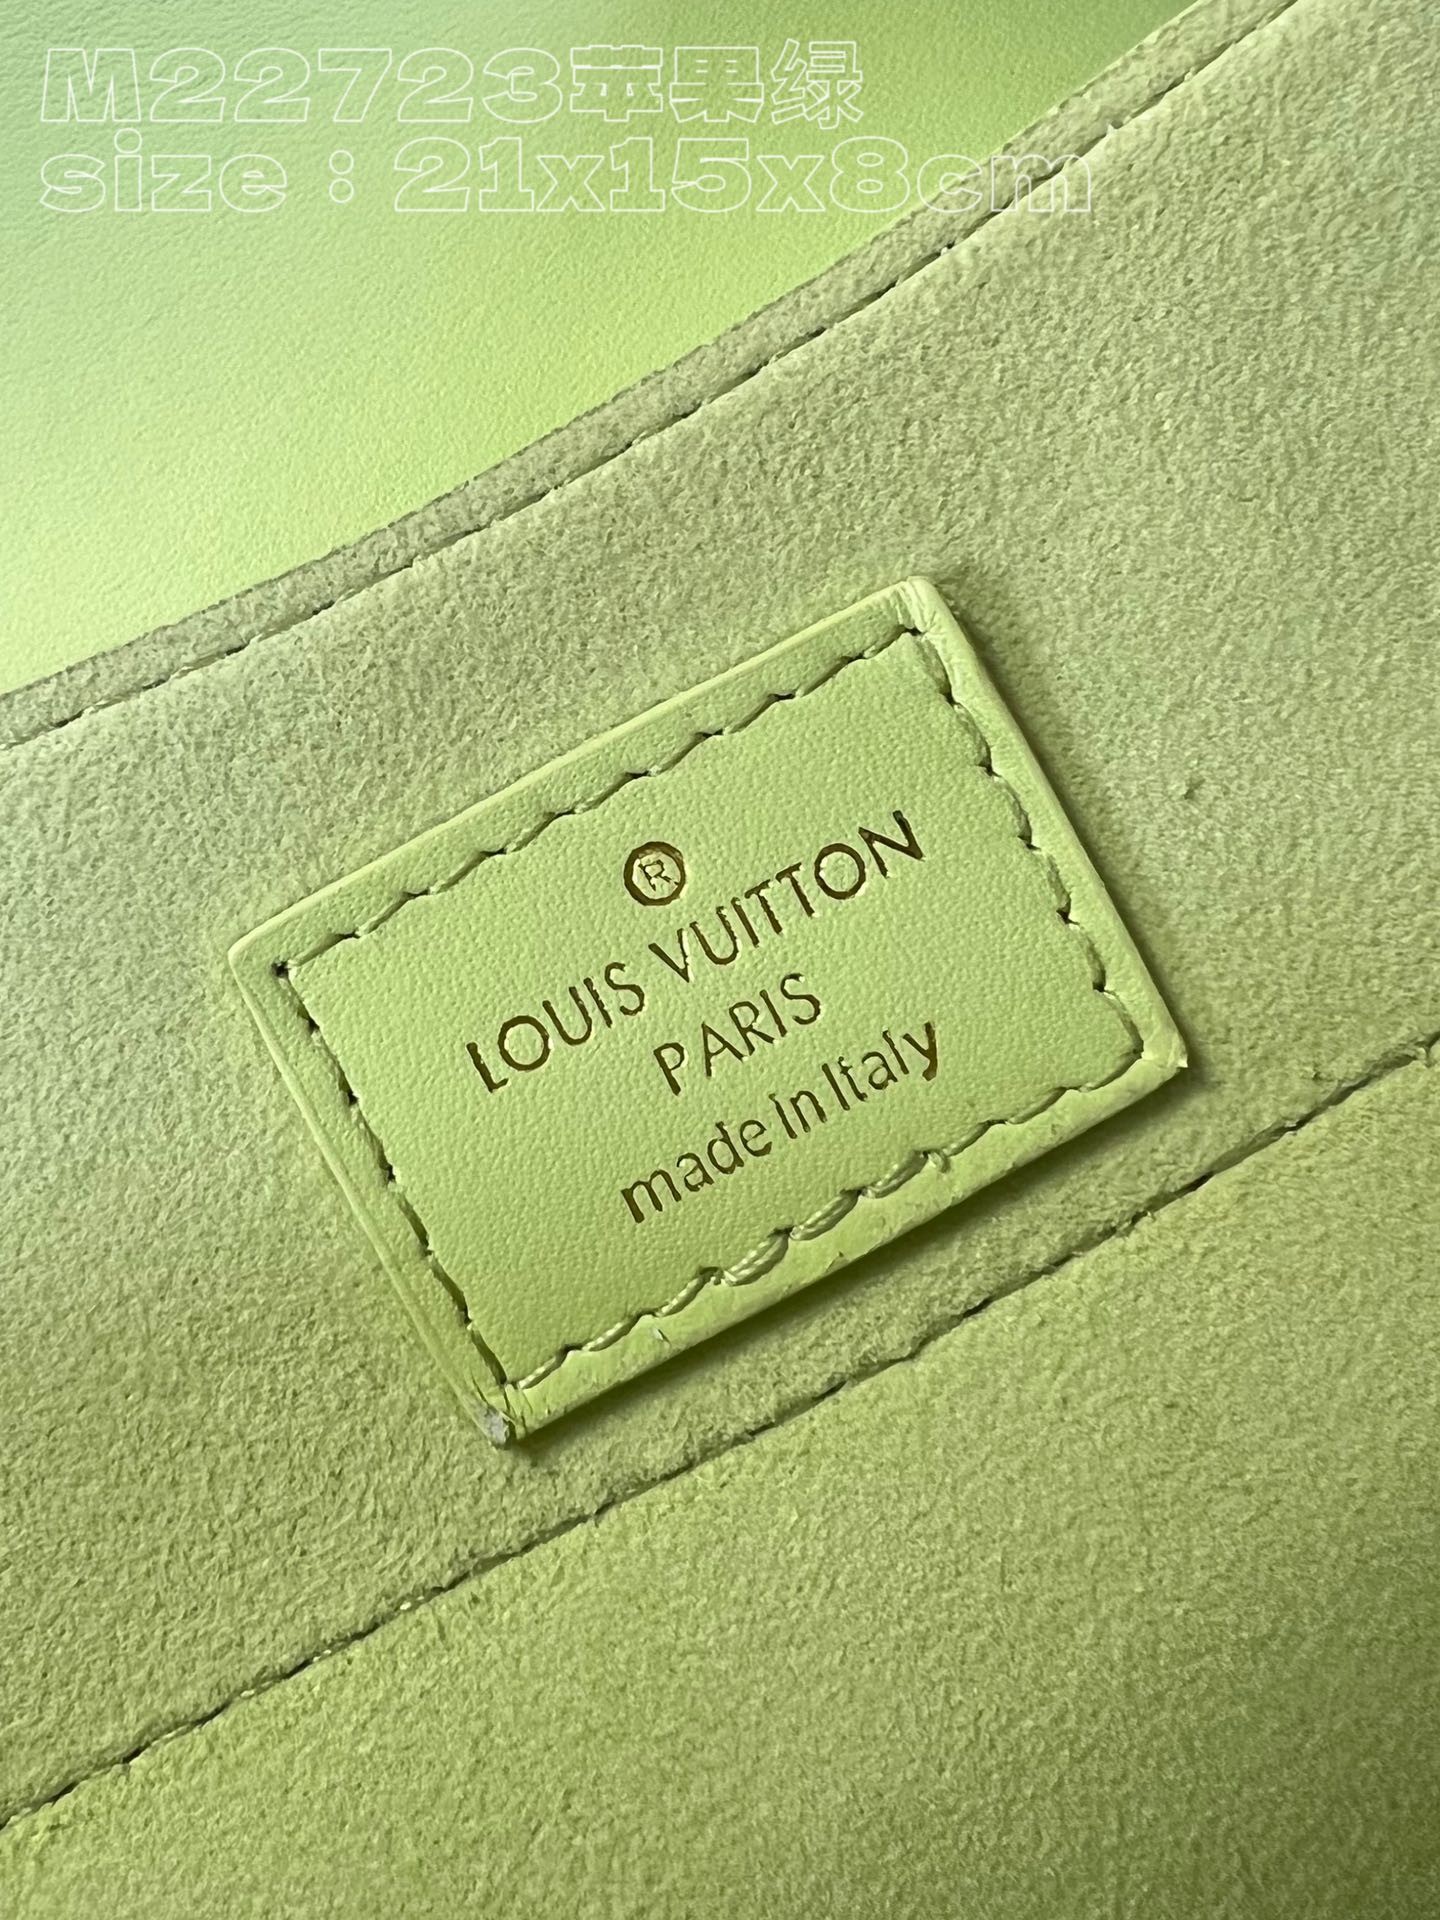 M22723苹果绿
size：21x15x8cm
®
LOUIS VUITTON
PARIS
made in Italy